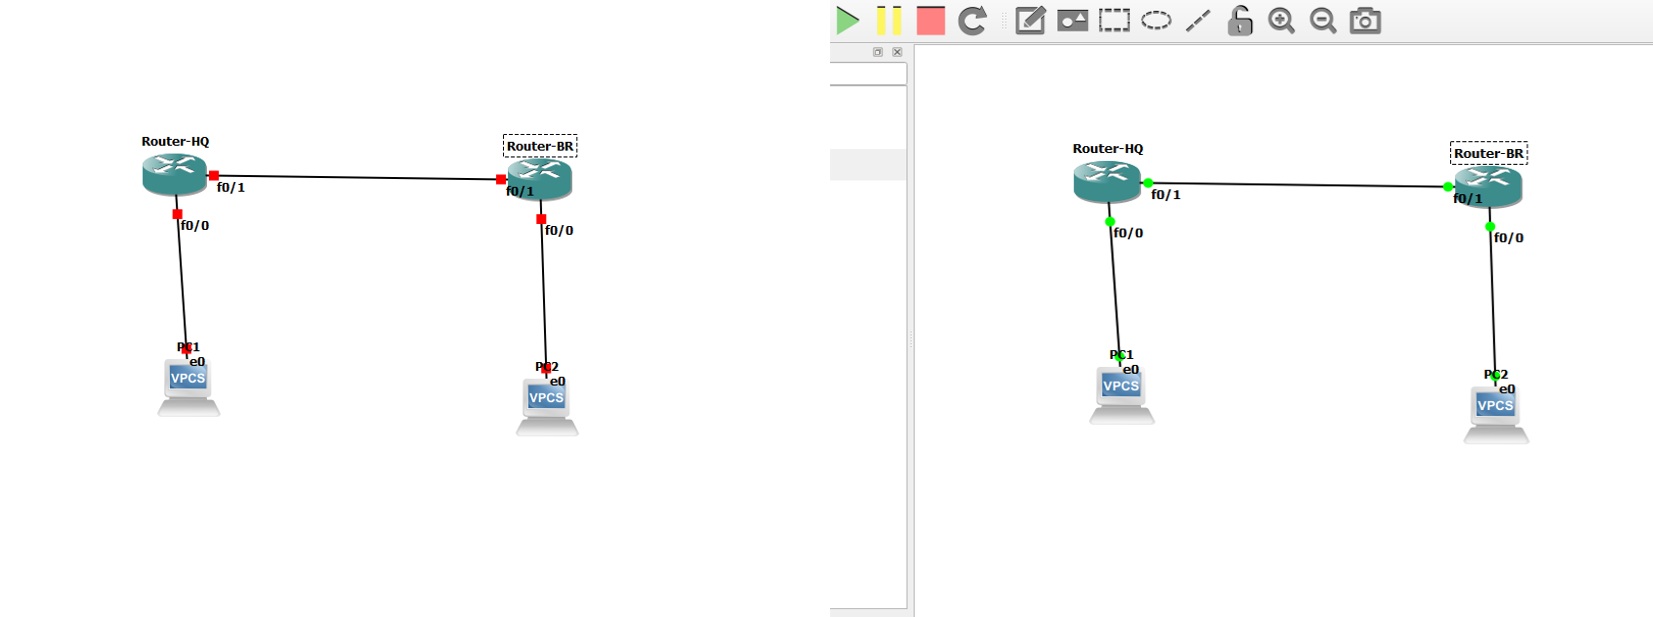 Router-HQ
Router-BR
f0/1
f0/1
f0/0
f0/0
PC1
e0
VPCS
PC2
e0
VPCS
Router-HQ
Router-BR
f0/1
f0/1
f0/0
f0/0
PC1
e0
VPCS
PC2
e0
VPCS